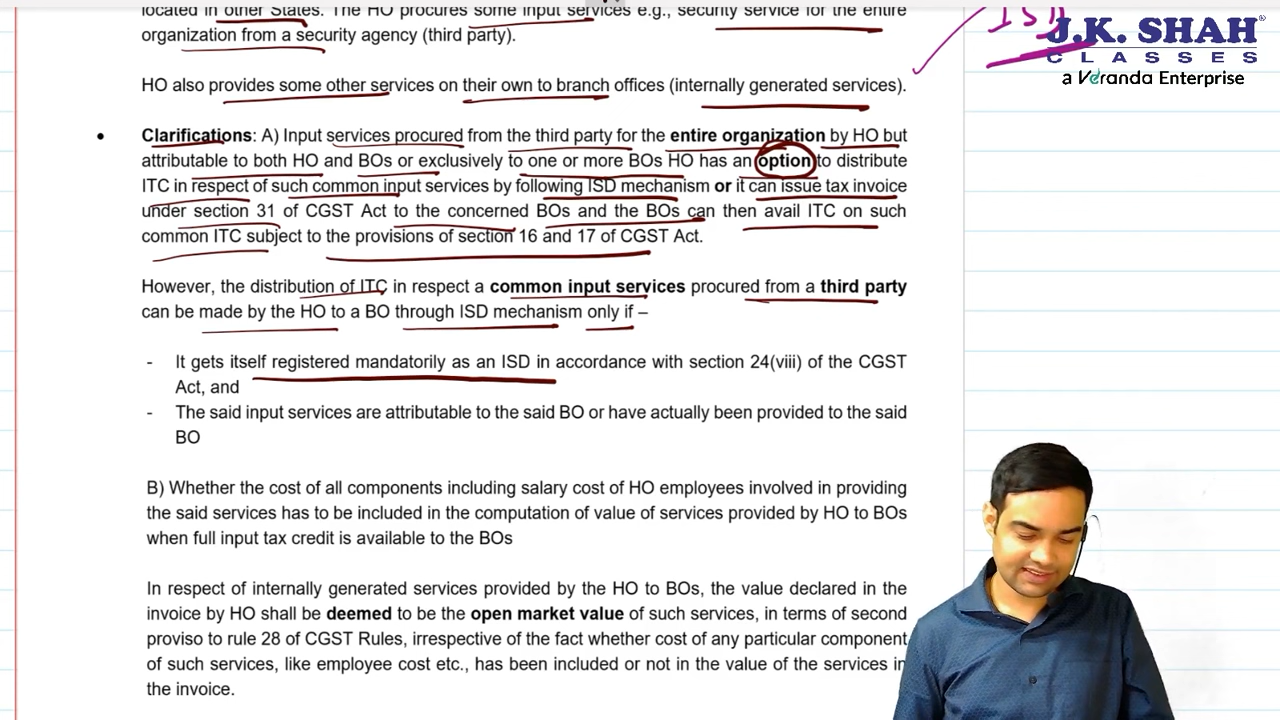 located in other States. The HO procures some input services e.g., security service for the entire
organization from a security agency (third party).
ISD
J.K. SHAH®
CLASSES
a Veranda Enterprise
HO also provides some other services on their own to branch offices (internally generated services).
• Clarifications: A) Input services procured from the third party for the entire organization by HO but
attributable to both HO and BOs or exclusively to one or more BOs HO has an option to distribute
ITC in respect of such common input services by following ISD mechanism or it can issue tax invoice
under section 31 of CGST Act to the concerned BOs and the BOs can then avail ITC on such
common ITC subject to the provisions of section 16 and 17 of CGST Act.
However, the distribution of ITC in respect a common input services procured from a third party
can be made by the HO to a BO through ISD mechanism only if –
- It gets itself registered mandatorily as an ISD in accordance with section 24(viii) of the CGST
Act, and
- The said input services are attributable to the said BO or have actually been provided to the said
BO
B) Whether the cost of all components including salary cost of HO employees involved in providing
the said services has to be included in the computation of value of services provided by HO to BOs
when full input tax credit is available to the BOs
In respect of internally generated services provided by the HO to BOs, the value declared in the
invoice by HO shall be deemed to be the open market value of such services, in terms of second
proviso to rule 28 of CGST Rules, irrespective of the fact whether cost of any particular component
of such services, like employee cost etc., has been included or not in the value of the services in
the invoice.